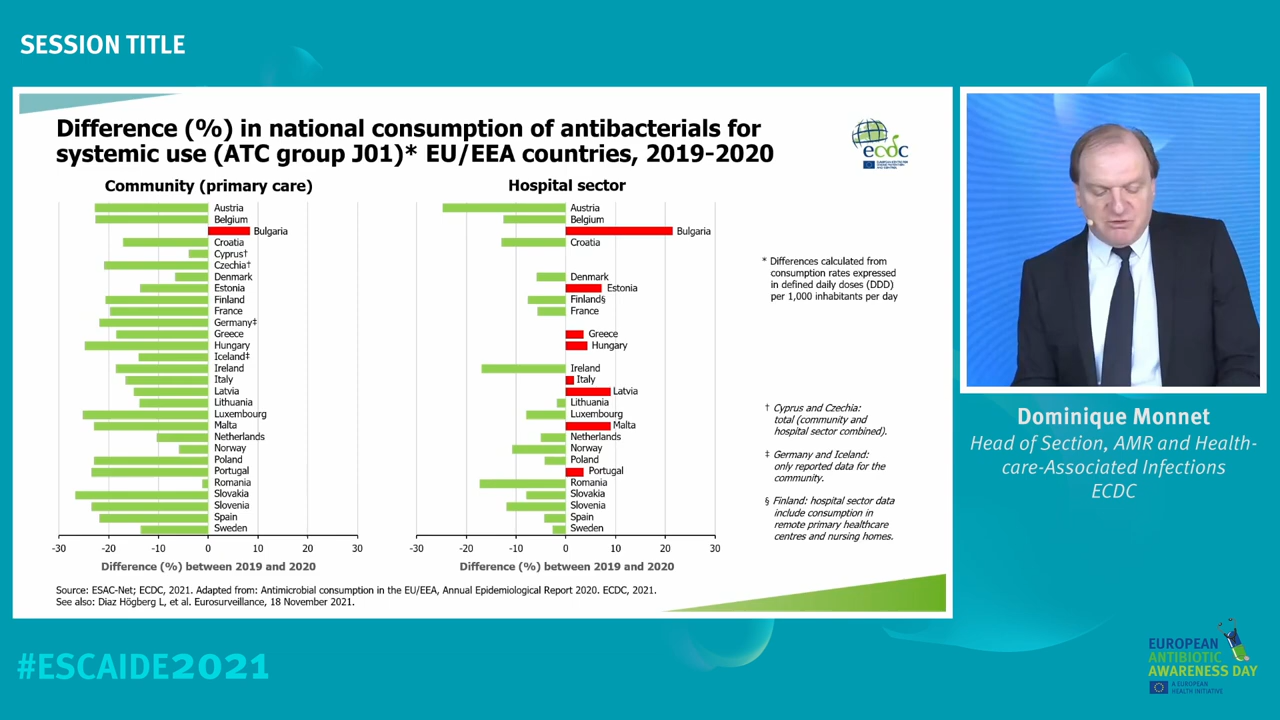 SESSION TITLE
Difference (%) in national consumption of antibacterials for
systemic use (ATC group J01)* EU/EEA countries, 2019-2020
ecdc
Community (primary care)
Austria
Belgium
Bulgaria
Croatia
Cyprus†
Czechia†
Denmark
Estonia
Finland
France
Germany‡
Greece
Hungary
Iceland‡
Ireland
Italy
Latvia
Lithuania
Luxembourg
Malta
Netherlands
Norway
Poland
Portugal
Romania
Slovakia
Slovenia
Spain
Sweden
-30 -20 -10 0 10 20 30
Difference (%) between 2019 and 2020
Hospital sector
Austria
Belgium
Bulgaria
Croatia
Denmark
Estonia
Finland§
France
Greece
Hungary
Ireland
Italy
Latvia
Lithuania
Luxembourg
Malta
Netherlands
Norway
Poland
Portugal
Romania
Slovakia
Slovenia
Spain
Sweden
-30 -20 -10 0 10 20 30
Difference (%) between 2019 and 2020
* Differences calculated from
consumption rates expressed
in defined daily doses (DDD)
per 1,000 inhabitants per day
† Cyprus and Czechia:
total (community and
hospital sector combined).
‡ Germany and Iceland:
only reported data for the
community.
§ Finland: hospital sector data
include consumption in
remote primary healthcare
centres and nursing homes.
Source: ESAC-Net; ECDC, 2021. Adapted from: Antimicrobial consumption in the EU/EEA, Annual Epidemiological Report 2020. ECDC, 2021.
See also: Diaz Högberg L, et al. Eurosurveillance, 18 November 2021.
Dominique Monnet
Head of Section, AMR and Health-
care-Associated Infections
ECDC
#ESCAIDE2021
EUROPEAN
ANTIBIOTIC
AWARENESS DAY
A EUROPEAN
HEALTH INITIATIVE